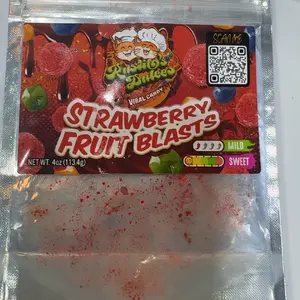 SCAN ME
VIRAL CANDY
STRAWBERRY
FRUIT BLASTS
NET WT. 4oz (113.4g)
MILD
SWEET